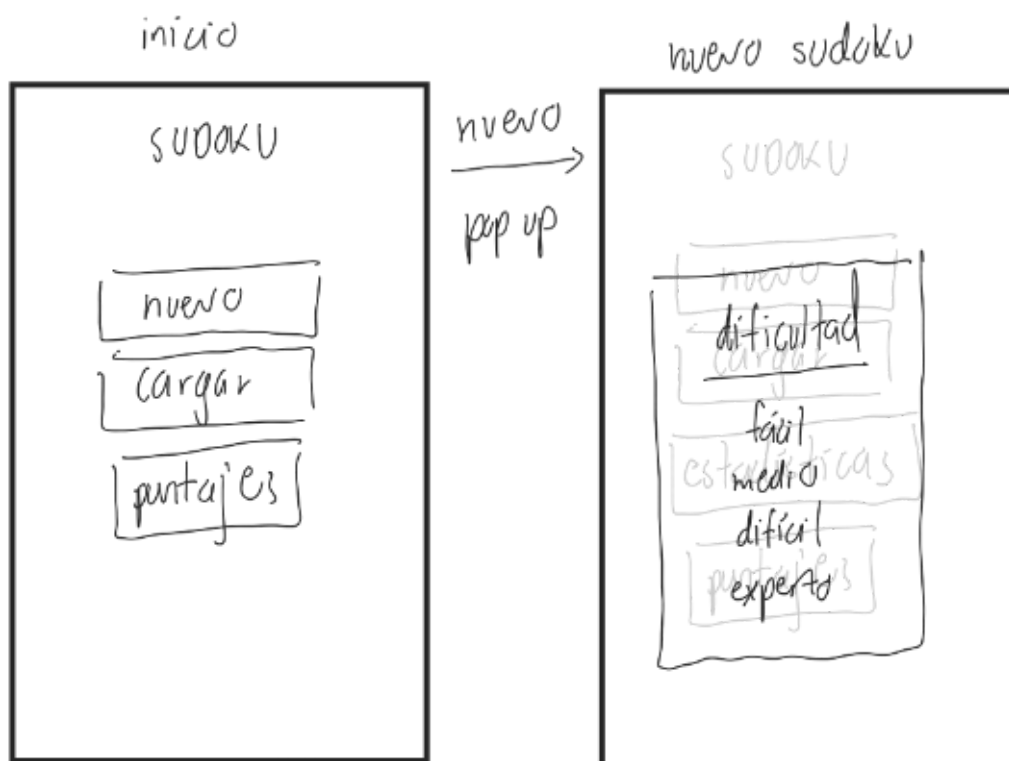 inicio
SUDOKU
nuevo
cargar
puntajes
nuevo
pop up
nuevo sudoku
SUDOKU
nuevo
dificultad
cargar
fácil
estadísticas
medio
difícil
puntajes
experto